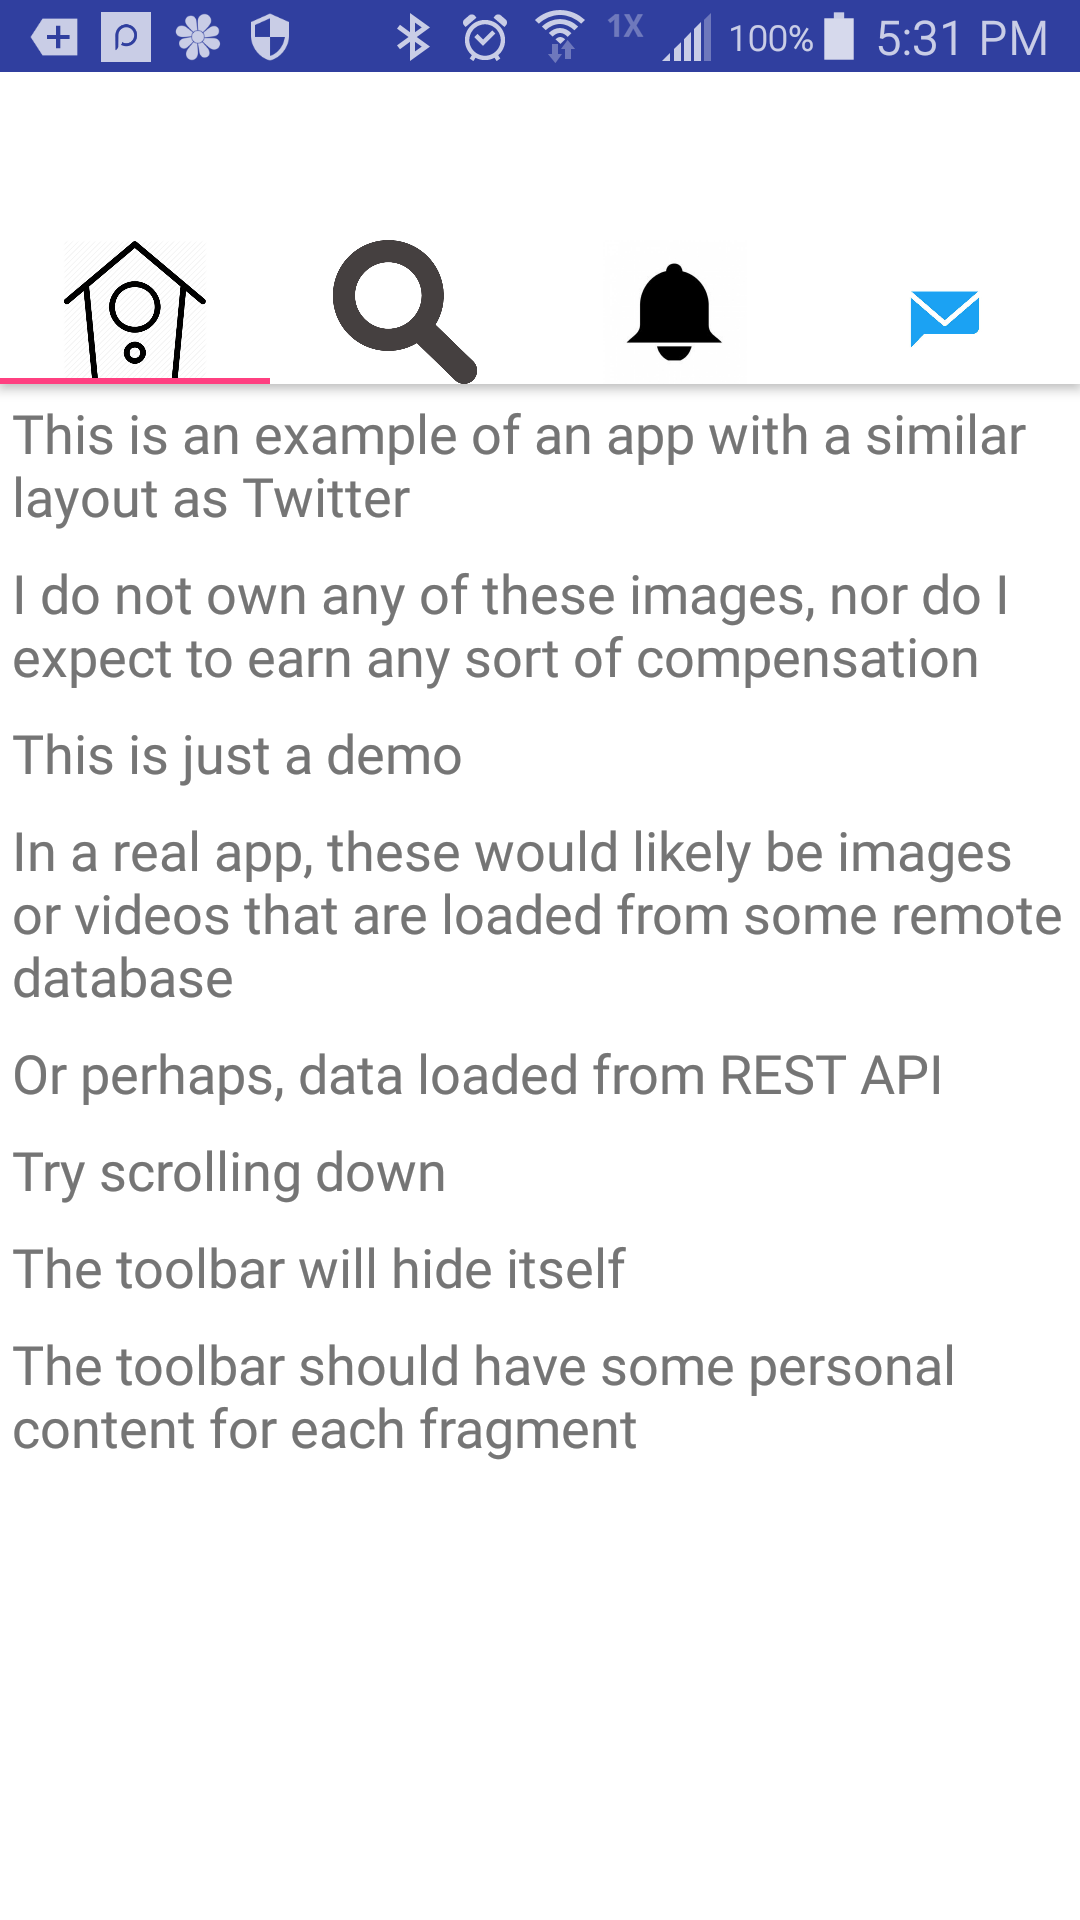 1X 100% 5:31 PM
This is an example of an app with a similar
layout as Twitter
I do not own any of these images, nor do I
expect to earn any sort of compensation
This is just a demo
In a real app, these would likely be images
or videos that are loaded from some remote
database
Or perhaps, data loaded from REST API
Try scrolling down
The toolbar will hide itself
The toolbar should have some personal
content for each fragment